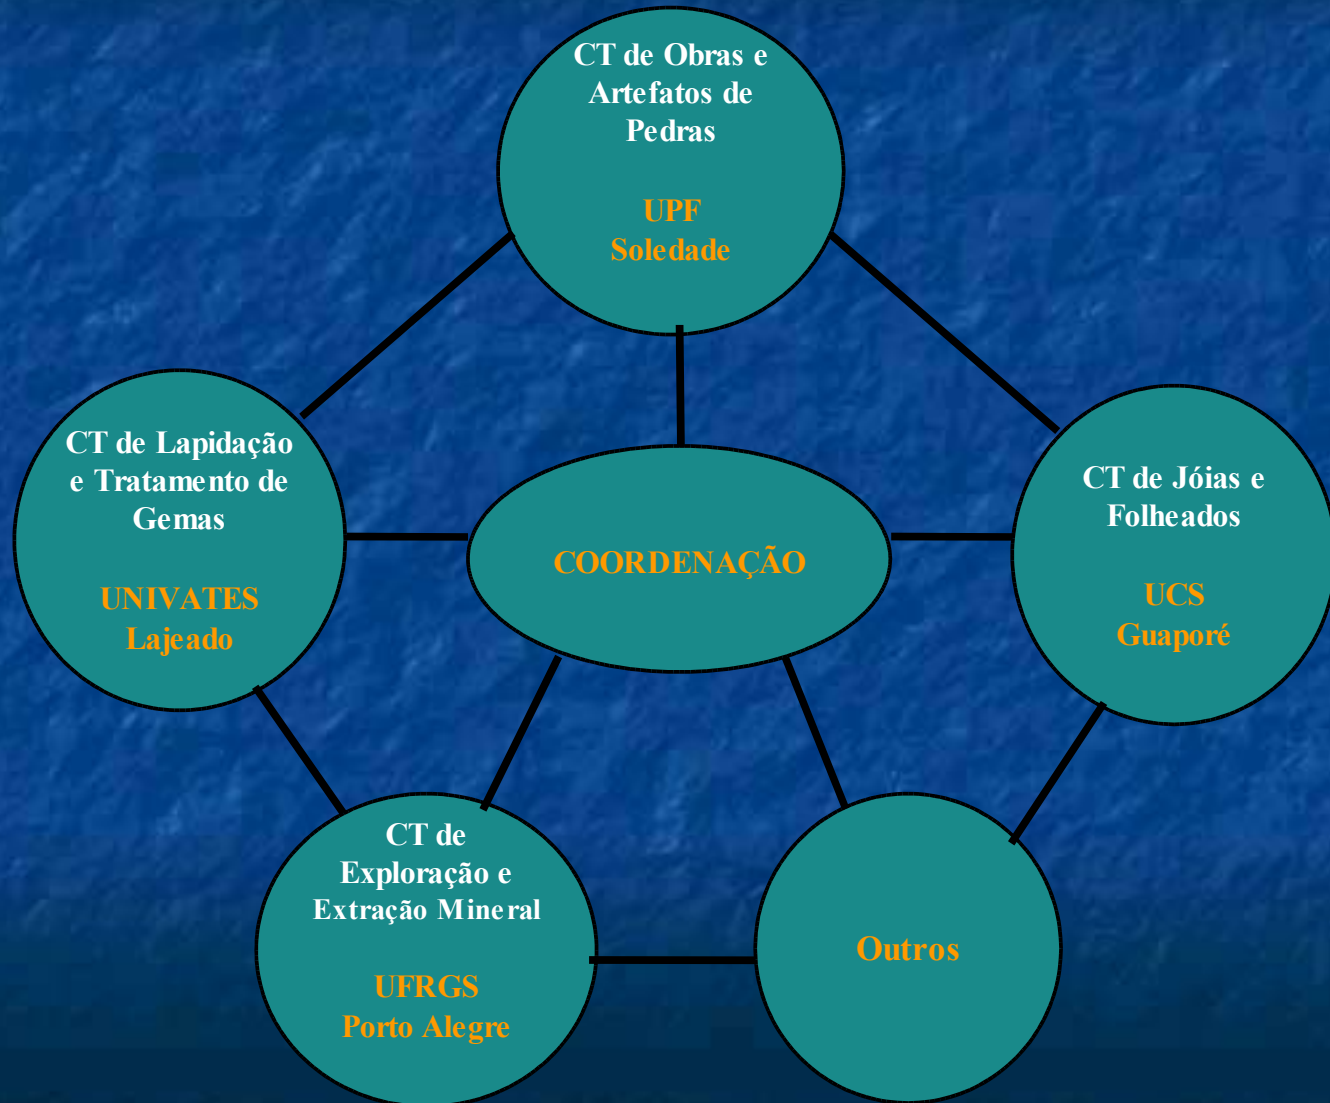 CT de Obras e
Artefatos de
Pedras
UPF
Soledade
CT de Lapidação
e Tratamento de
Gemas
UNIVATES
Lajeado
COORDENAÇÃO
CT de Jóias e
Folheados
UCS
Guaporé
CT de
Exploração e
Extração Mineral
UFRGS
Porto Alegre
Outros